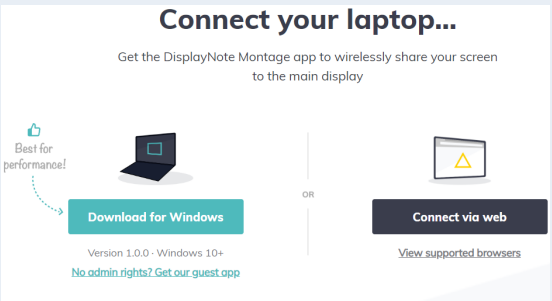 Connect your laptop...
Get the DisplayNote Montage app to wirelessly share your screen
to the main display
Best for
performance!
Download for Windows
Version 1.0.0 · Windows 10+
No admin rights? Get our guest app
OR
Connect via web
View supported browsers